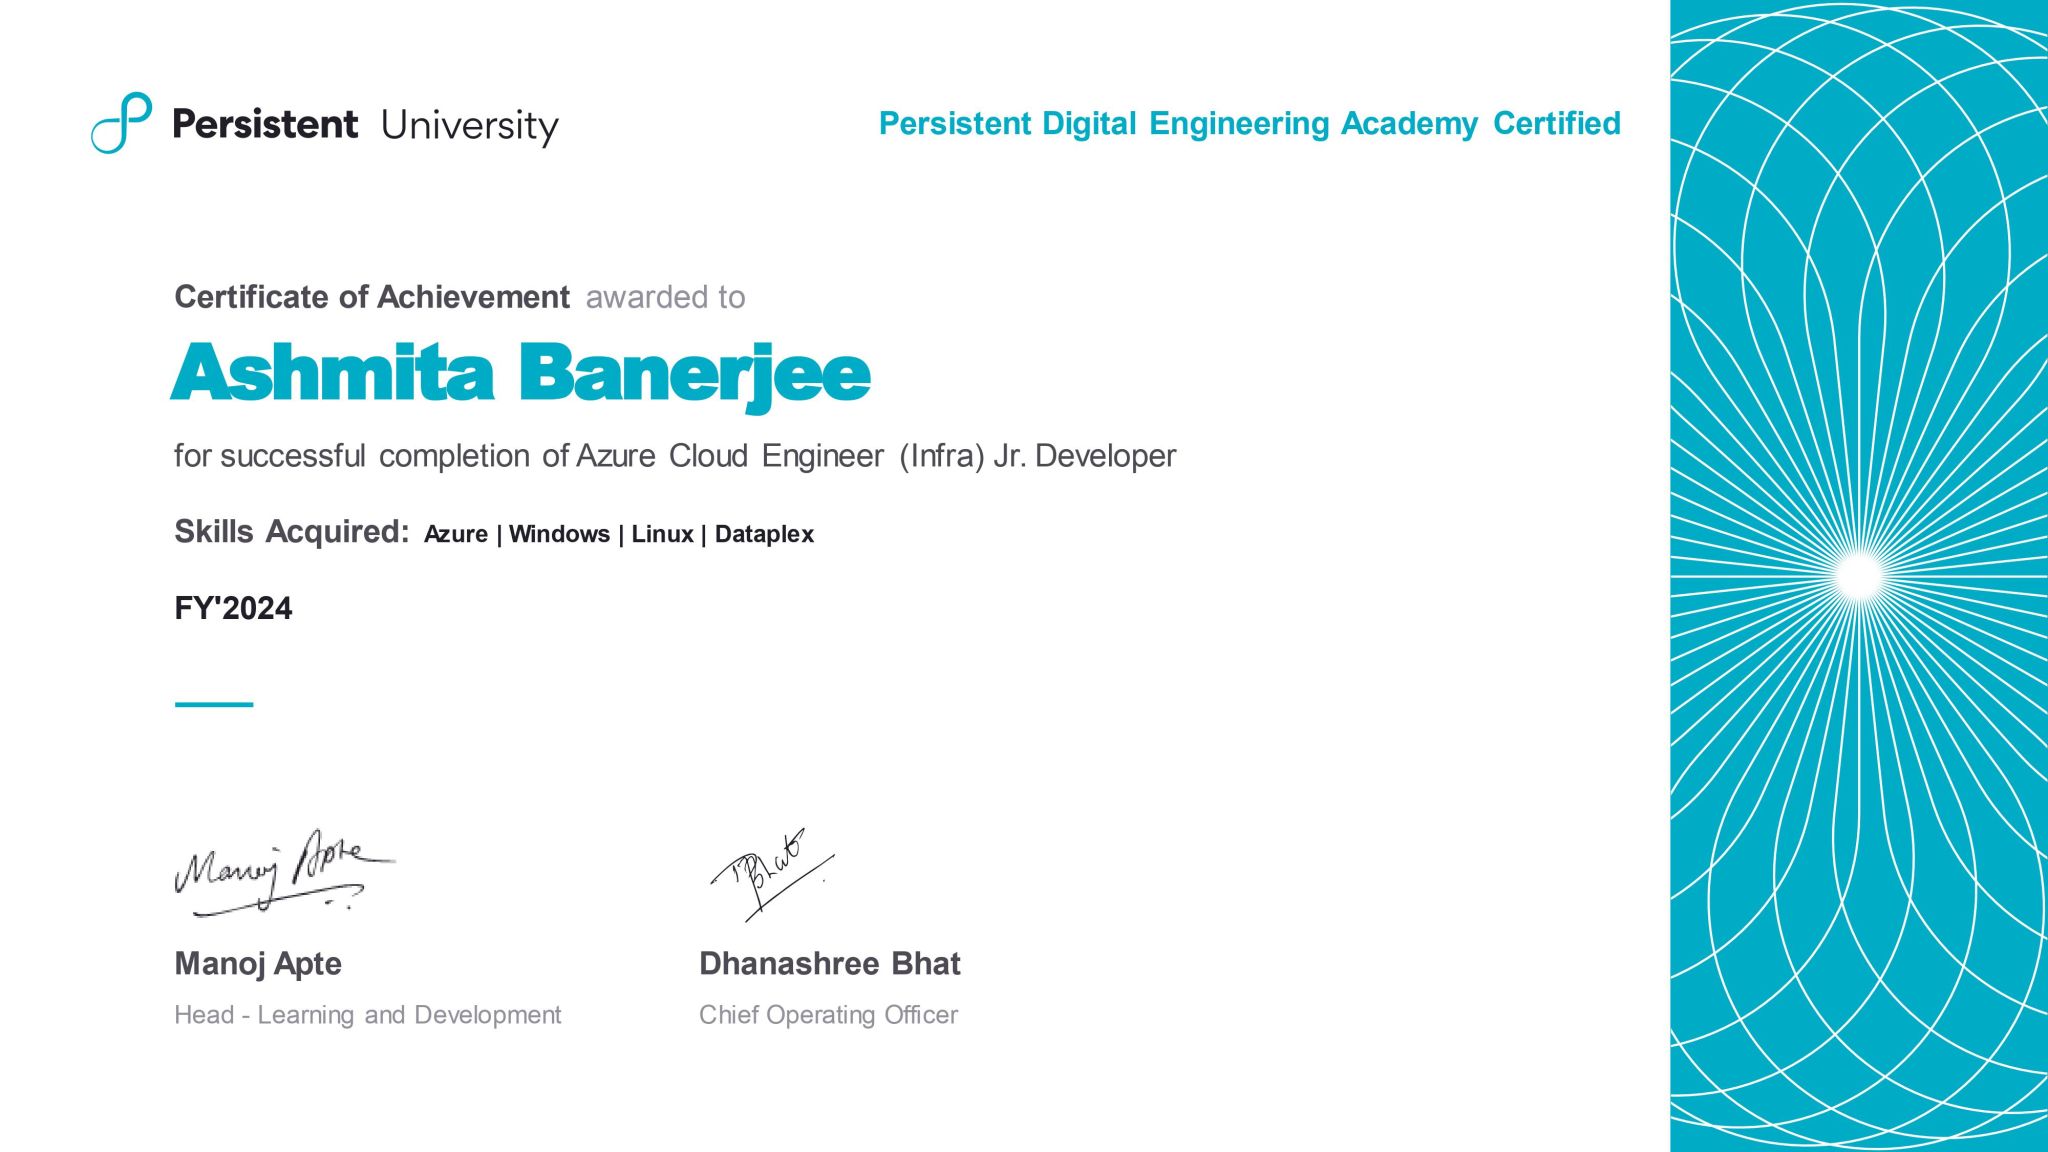 Persistent University
Persistent Digital Engineering Academy Certified
Certificate of Achievement awarded to
Ashmita Banerjee
for successful completion of Azure Cloud Engineer (Infra) Jr. Developer
Skills Acquired: Azure | Windows | Linux | Dataplex
FY'2024
Manoj Apte
Bhat
Manoj Apte
Dhanashree Bhat
Head - Learning and Development
Chief Operating Officer